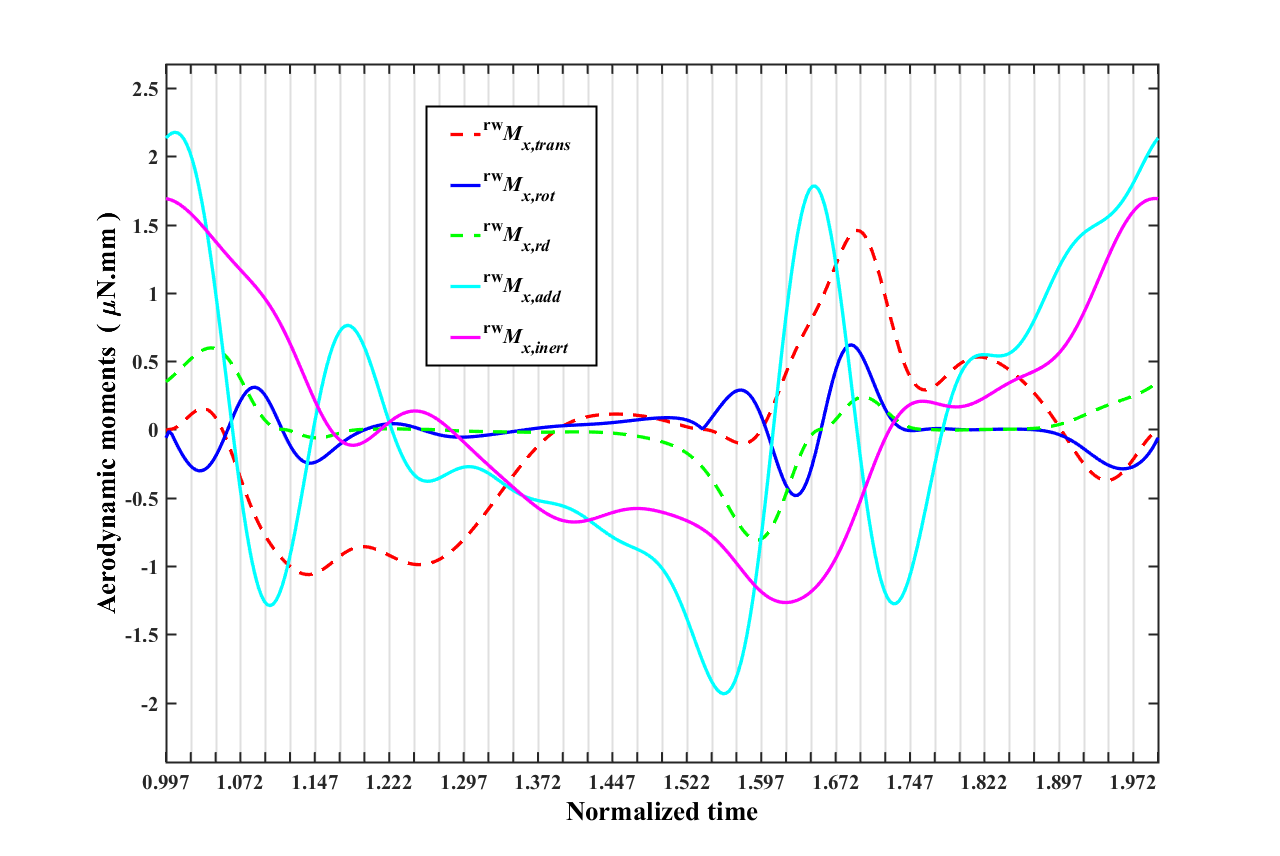 2.5
2
1.5
1
0.5
0
-0.5
-1
-1.5
-2
Aerodynamic moments ( μN.mm )
rwMx,trans
rwMx,rot
rwMx,rd
rwMx,add
rwMx,inert
0.997 1.072 1.147 1.222 1.297 1.372 1.447 1.522 1.597 1.672 1.747 1.822 1.897 1.972
Normalized time